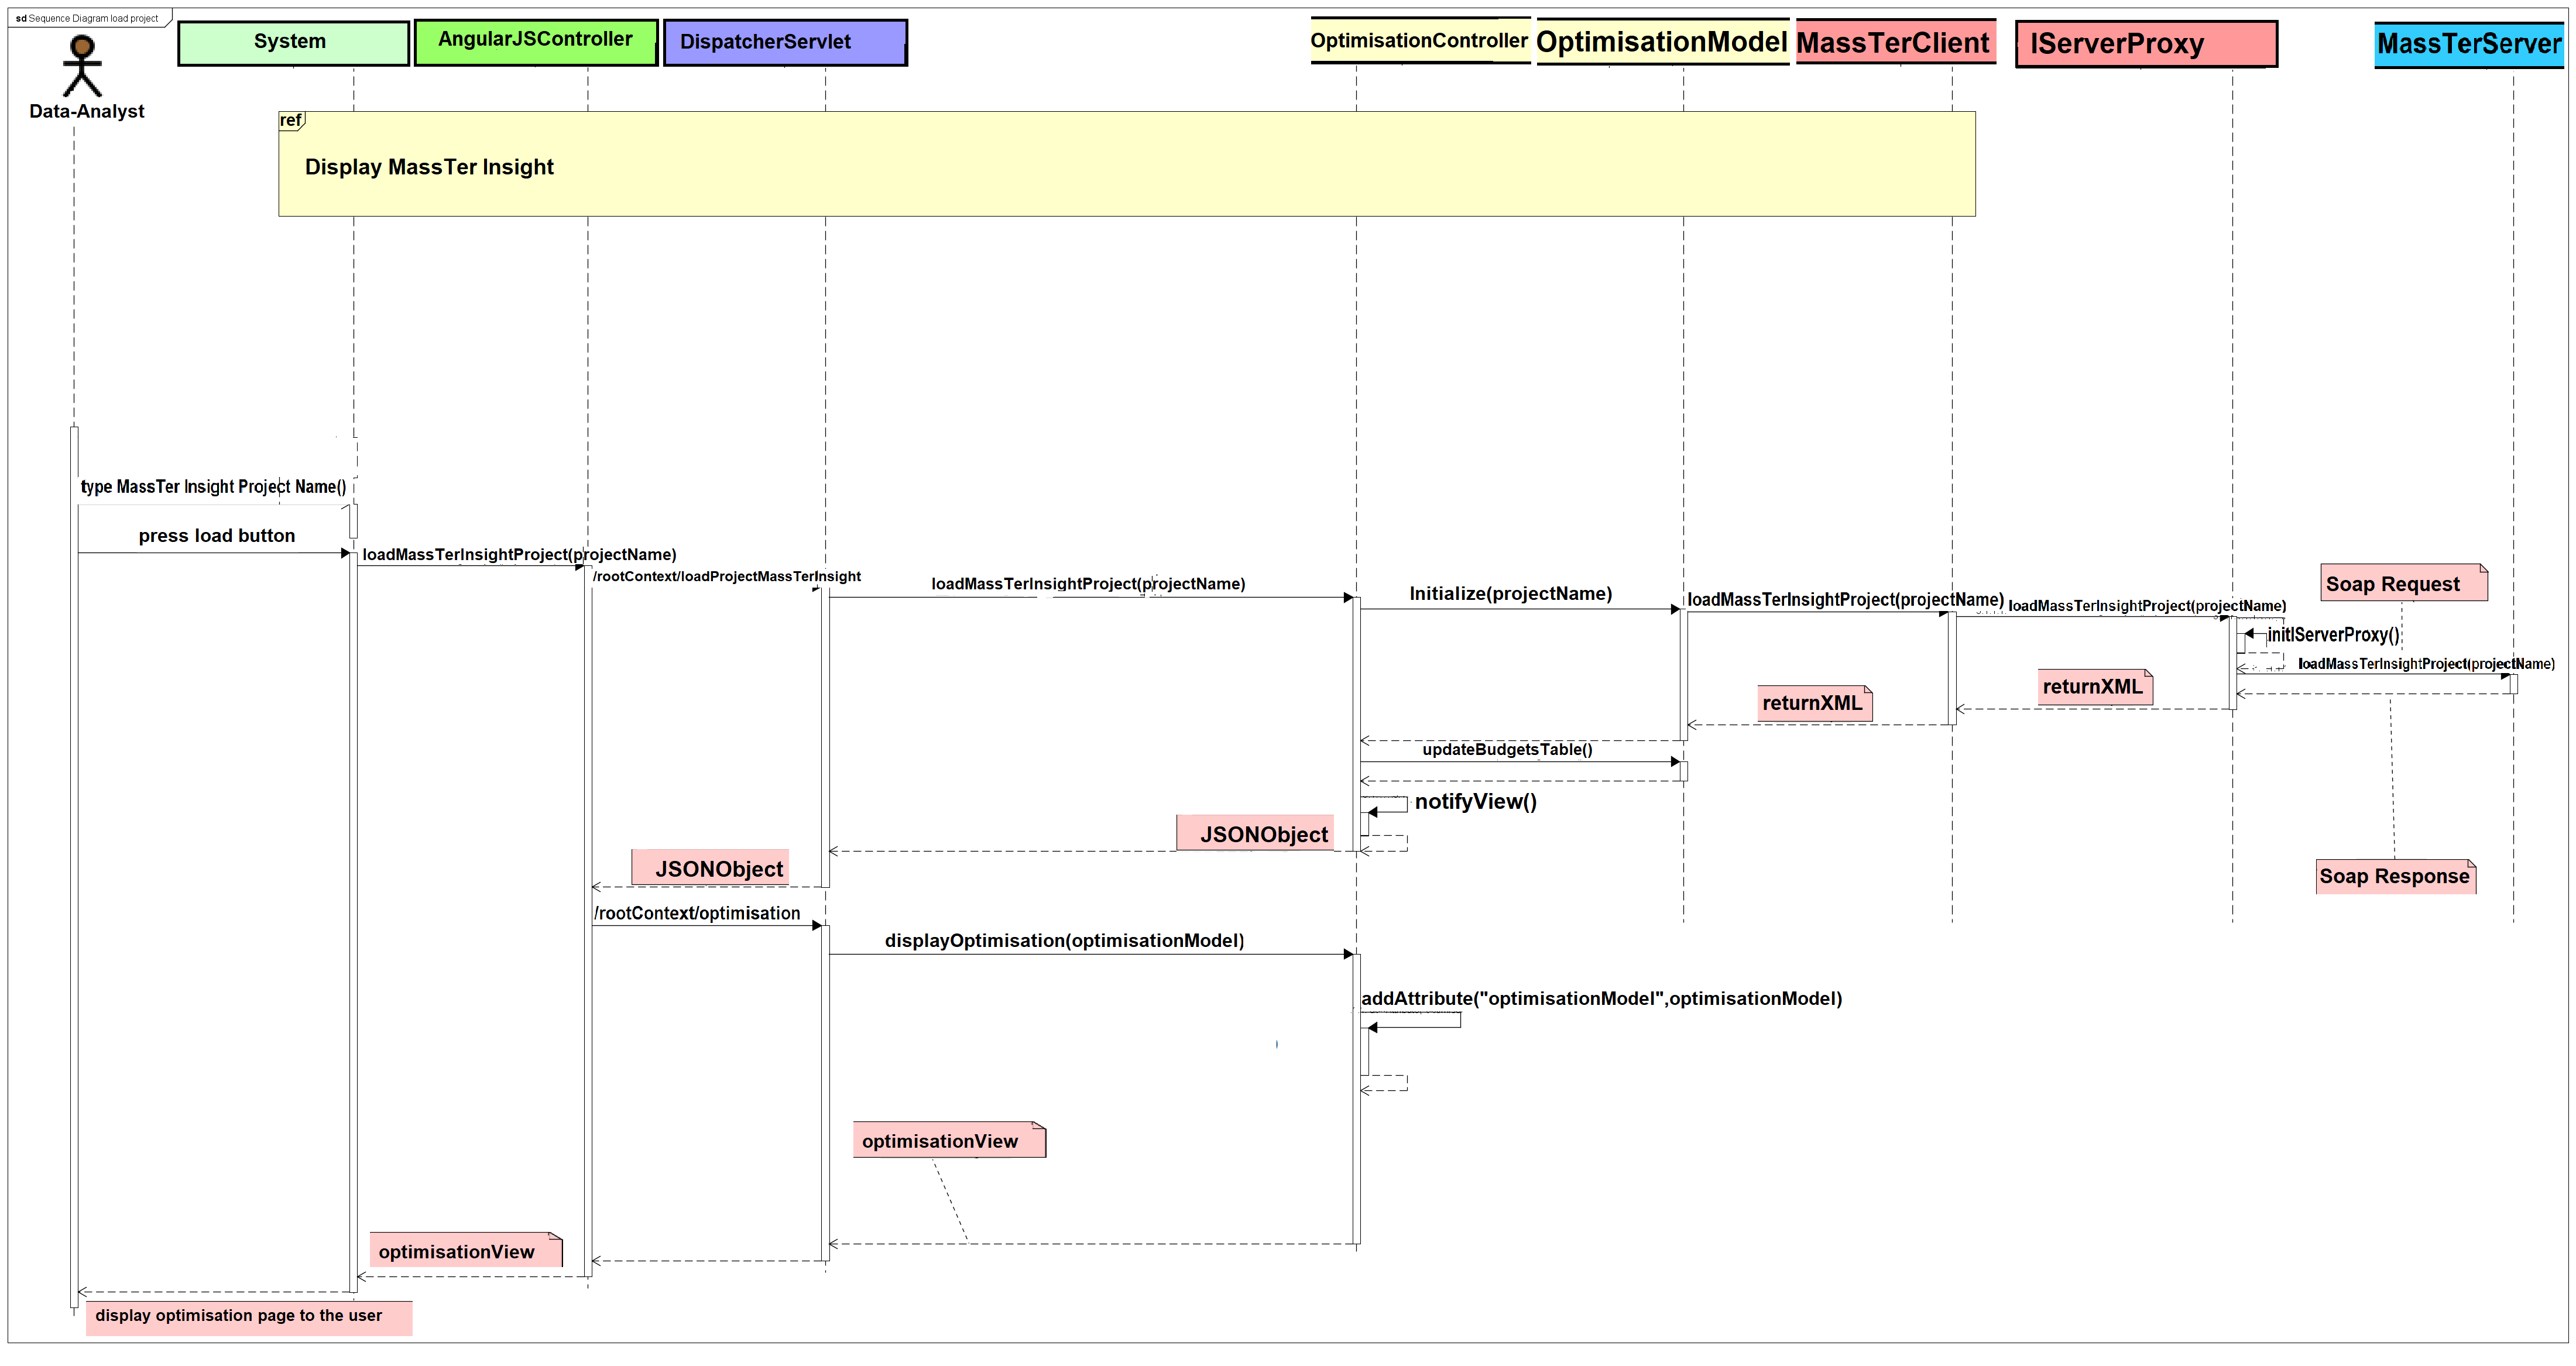 sd Sequence Diagram load project
System
AngularJSController
DispatcherServlet
OptimisationController
OptimisationModel
MassTerClient
IServerProxy
MassTerServer
Data-Analyst
ref
Display MassTer Insight
type MassTer Insight Project Name()
press load button
loadMassTerInsightProject(projectName)
/rootContext/loadProjectMassTerInsight
loadMassTerInsightProject(projectName)
Initialize(projectName)
loadMassTerInsightProject(projectName)
loadMassTerInsightProject(projectName)
Soap Request
initIServerProxy()
loadMassTerInsightProject(projectName)
returnXML
returnXML
updateBudgetsTable()
notifyView()
JSONObject
JSONObject
Soap Response
/rootContext/optimisation
displayOptimisation(optimisationModel)
addAttribute("optimisationModel",optimisationModel)
optimisationView
optimisationView
display optimisation page to the user